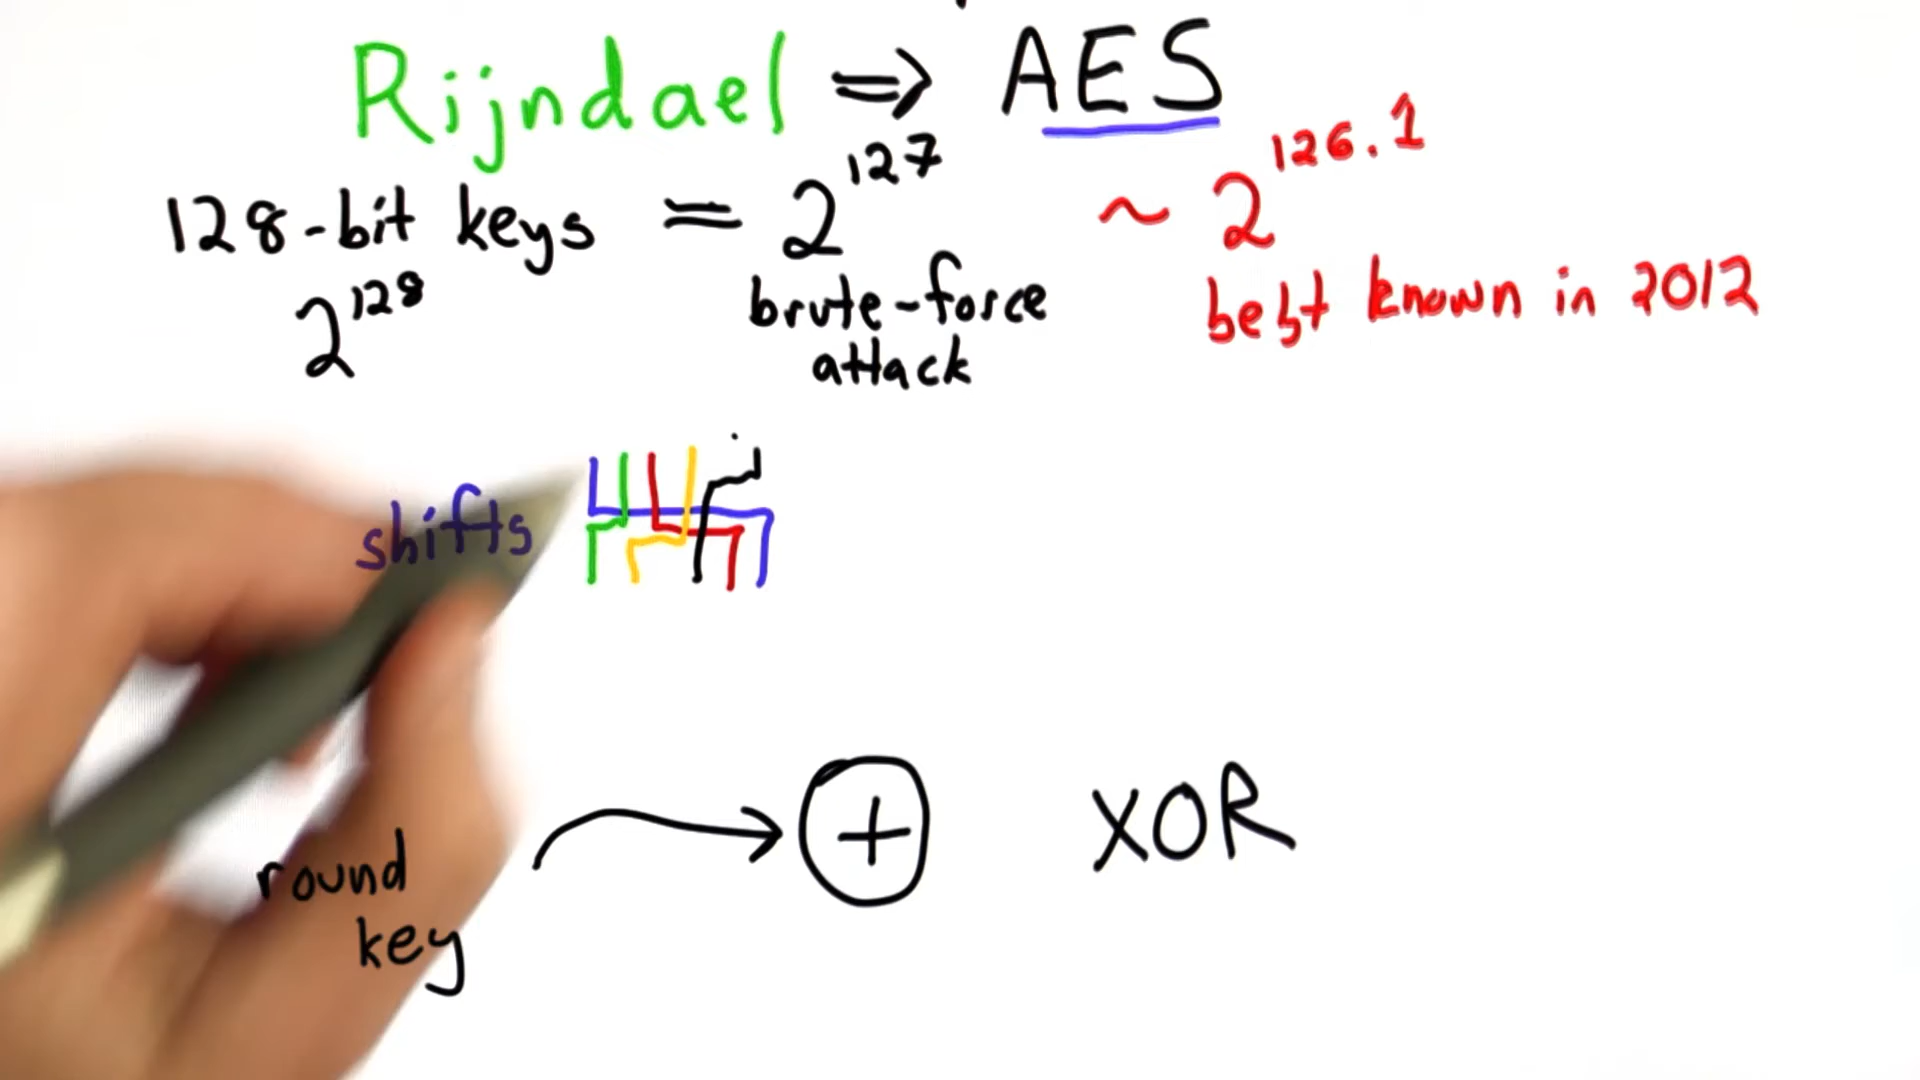 Rijndael ⇒ AES
128-bit keys = 2^127 ~ 2^126.1
2^128 brute-force attack best known in 2012
shifts
round key
+ XOR